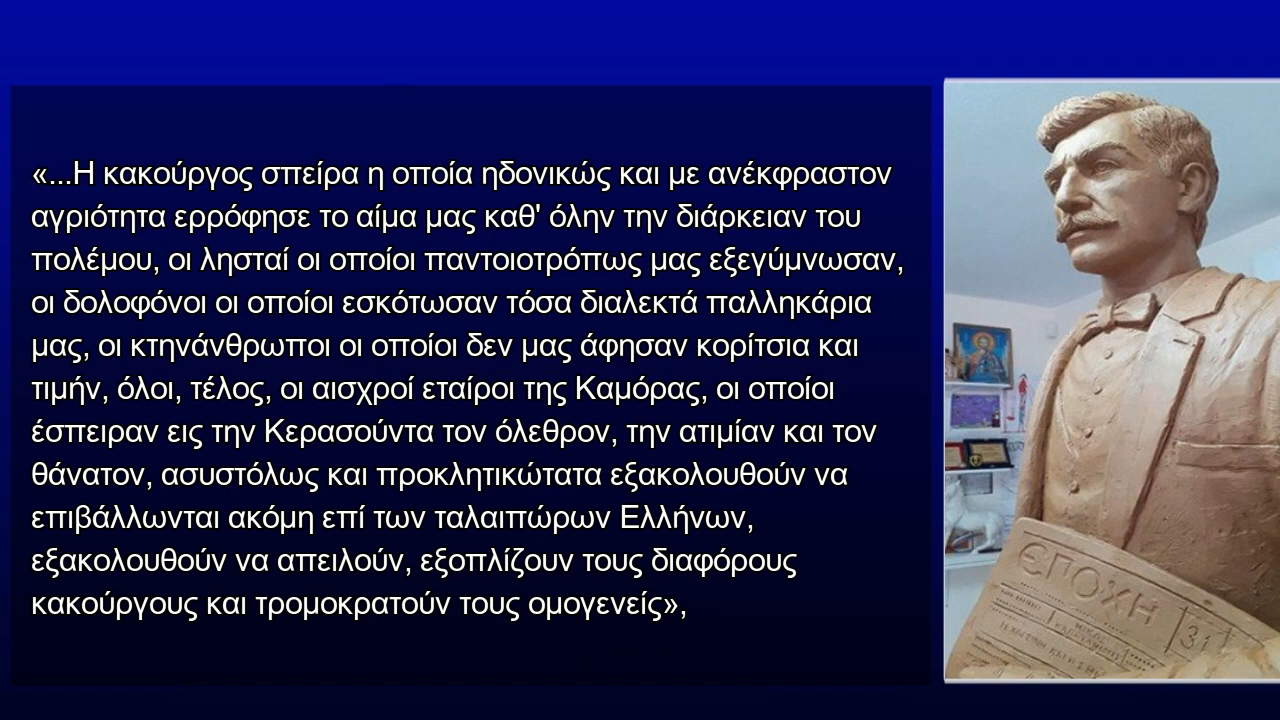 «...Η κακούργος σπείρα η οποία ηδονικώς και με ανέκφραστον
αγριότητα ερρόφησε το αίμα μας καθ' όλην την διάρκειαν του
πολέμου, οι λησταί οι οποίοι παντοιοτρόπως μας εξεγύμνωσαν,
οι δολοφόνοι οι οποίοι εσκότωσαν τόσα διαλεκτά παλληκάρια
μας, οι κτηνάνθρωποι οι οποίοι δεν μας άφησαν κορίτσια και
τιμήν, όλοι, τέλος, οι αισχροί εταίροι της Καμόρας, οι οποίοι
έσπειραν εις την Κερασούντα τον όλεθρον, την ατιμίαν και τον
θάνατον, ασυστόλως και προκλητικώτατα εξακολουθούν να
επιβάλλωνται ακόμη επί των ταλαιπώρων Ελλήνων,
εξακολουθούν να απειλούν, εξοπλίζουν τους διαφόρους
κακούργους και τρομοκρατούν τους ομογενείς»,
ΕΠΟΧΗ
31